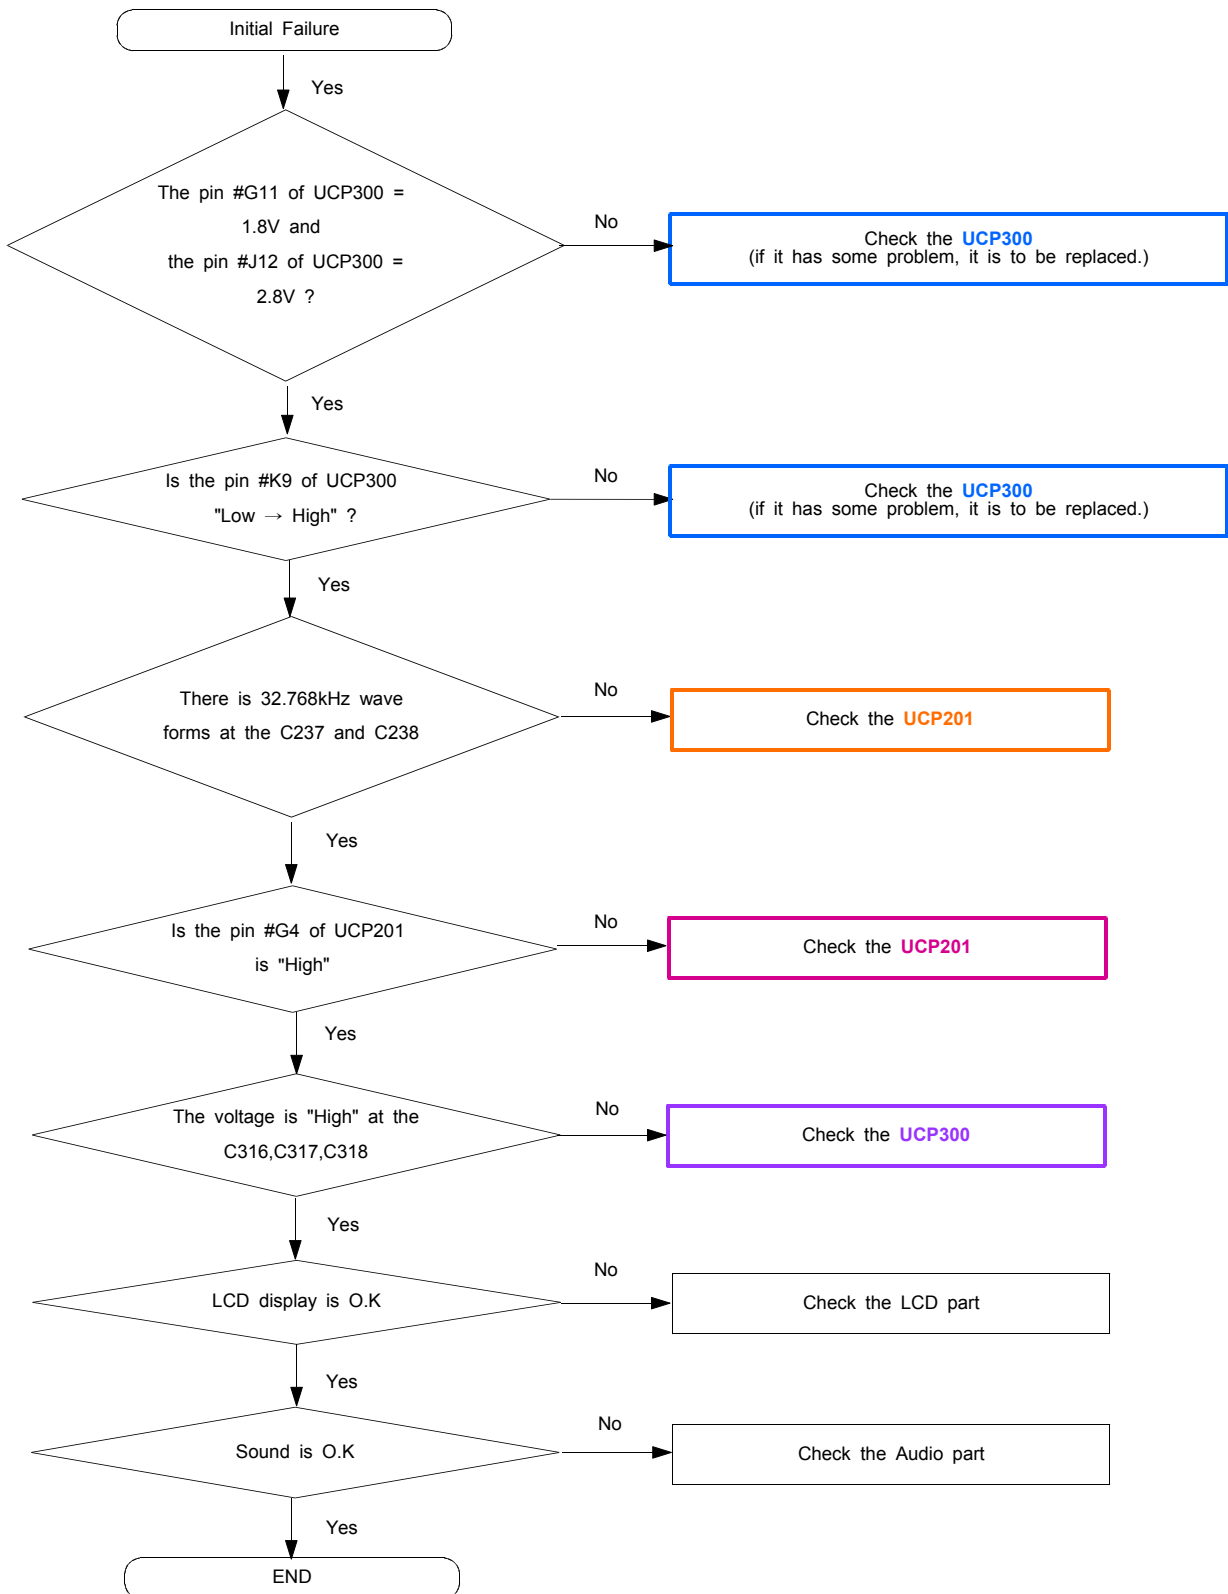 Initial Failure
Yes
The pin #G11 of UCP300 =
1.8V and
the pin #J12 of UCP300 =
2.8V ?
No
Check the UCP300
(if it has some problem, it is to be replaced.)
Yes
Is the pin #K9 of UCP300
"Low → High" ?
No
Check the UCP300
(if it has some problem, it is to be replaced.)
Yes
There is 32.768kHz wave
forms at the C237 and C238
No
Check the UCP201
Yes
Is the pin #G4 of UCP201
is "High"
No
Check the UCP201
Yes
The voltage is "High" at the
C316,C317,C318
No
Check the UCP300
Yes
LCD display is O.K
No
Check the LCD part
Yes
Sound is O.K
No
Check the Audio part
Yes
END